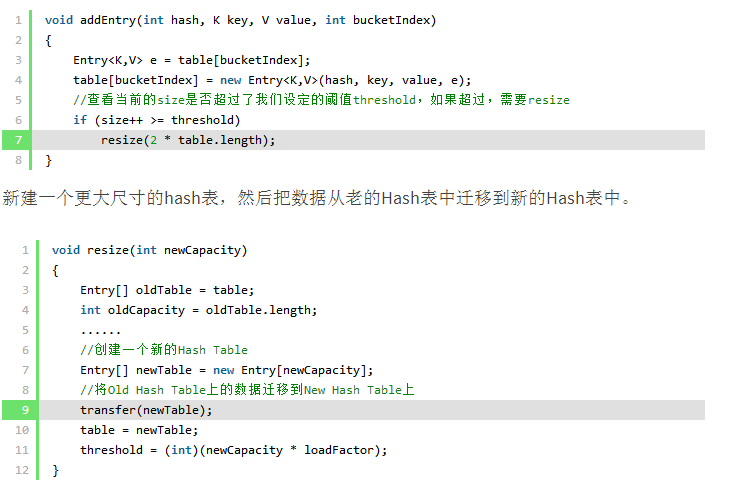 1 void addEntry(int hash, K key, V value, int bucketIndex)
2 {
3 Entry<K,V> e = table[bucketIndex];
4 table[bucketIndex] = new Entry<K,V>(hash, key, value, e);
5 //查看当前的size是否超过了我们设定的阈值threshold，如果超过，需要resize
6 if (size++ >= threshold)
7 resize(2 * table.length);
8 }
新建一个更大尺寸的hash表，然后把数据从老的Hash表中迁移到新的Hash表中。
1 void resize(int newCapacity)
2 {
3 Entry[] oldTable = table;
4 int oldCapacity = oldTable.length;
5 ......
6 //创建一个新的Hash Table
7 Entry[] newTable = new Entry[newCapacity];
8 //将Old Hash Table上的数据迁移到New Hash Table上
9 transfer(newTable);
10 table = newTable;
11 threshold = (int)(newCapacity * loadFactor);
12 }